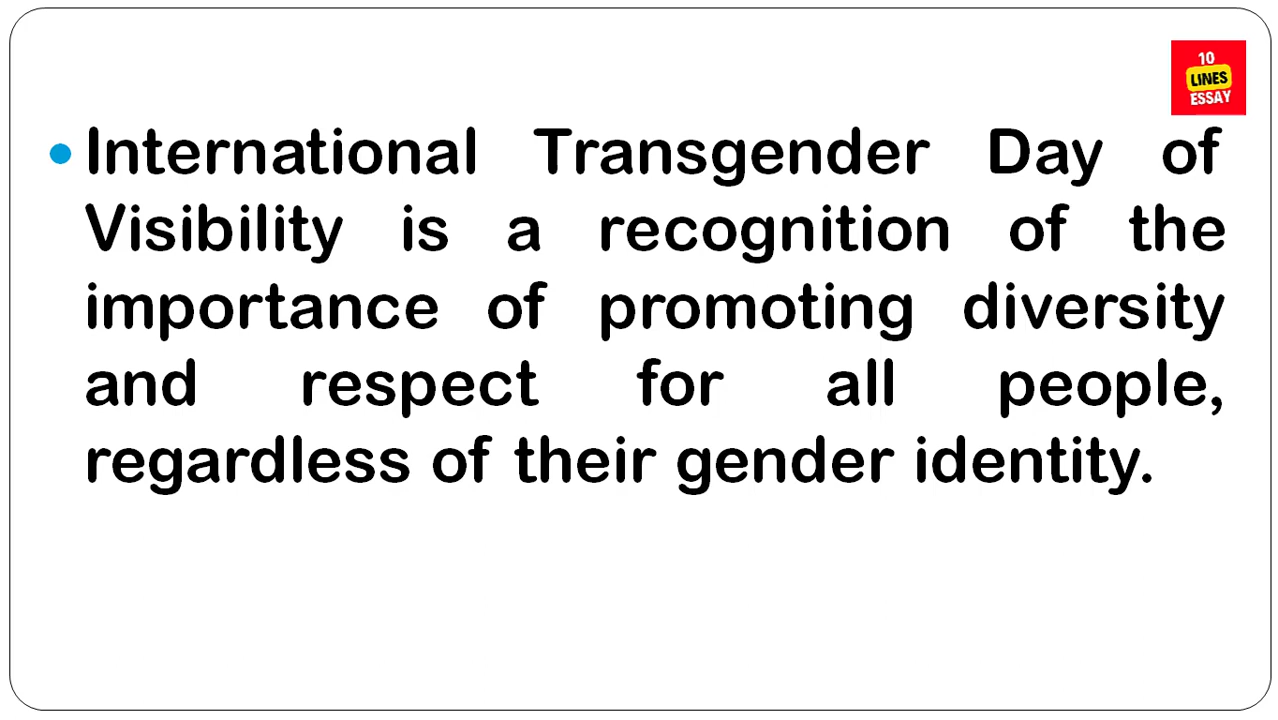 10
LINES
ESSAY
• International Transgender Day of
Visibility is a recognition of the
importance of promoting diversity
and respect for all people,
regardless of their gender identity.